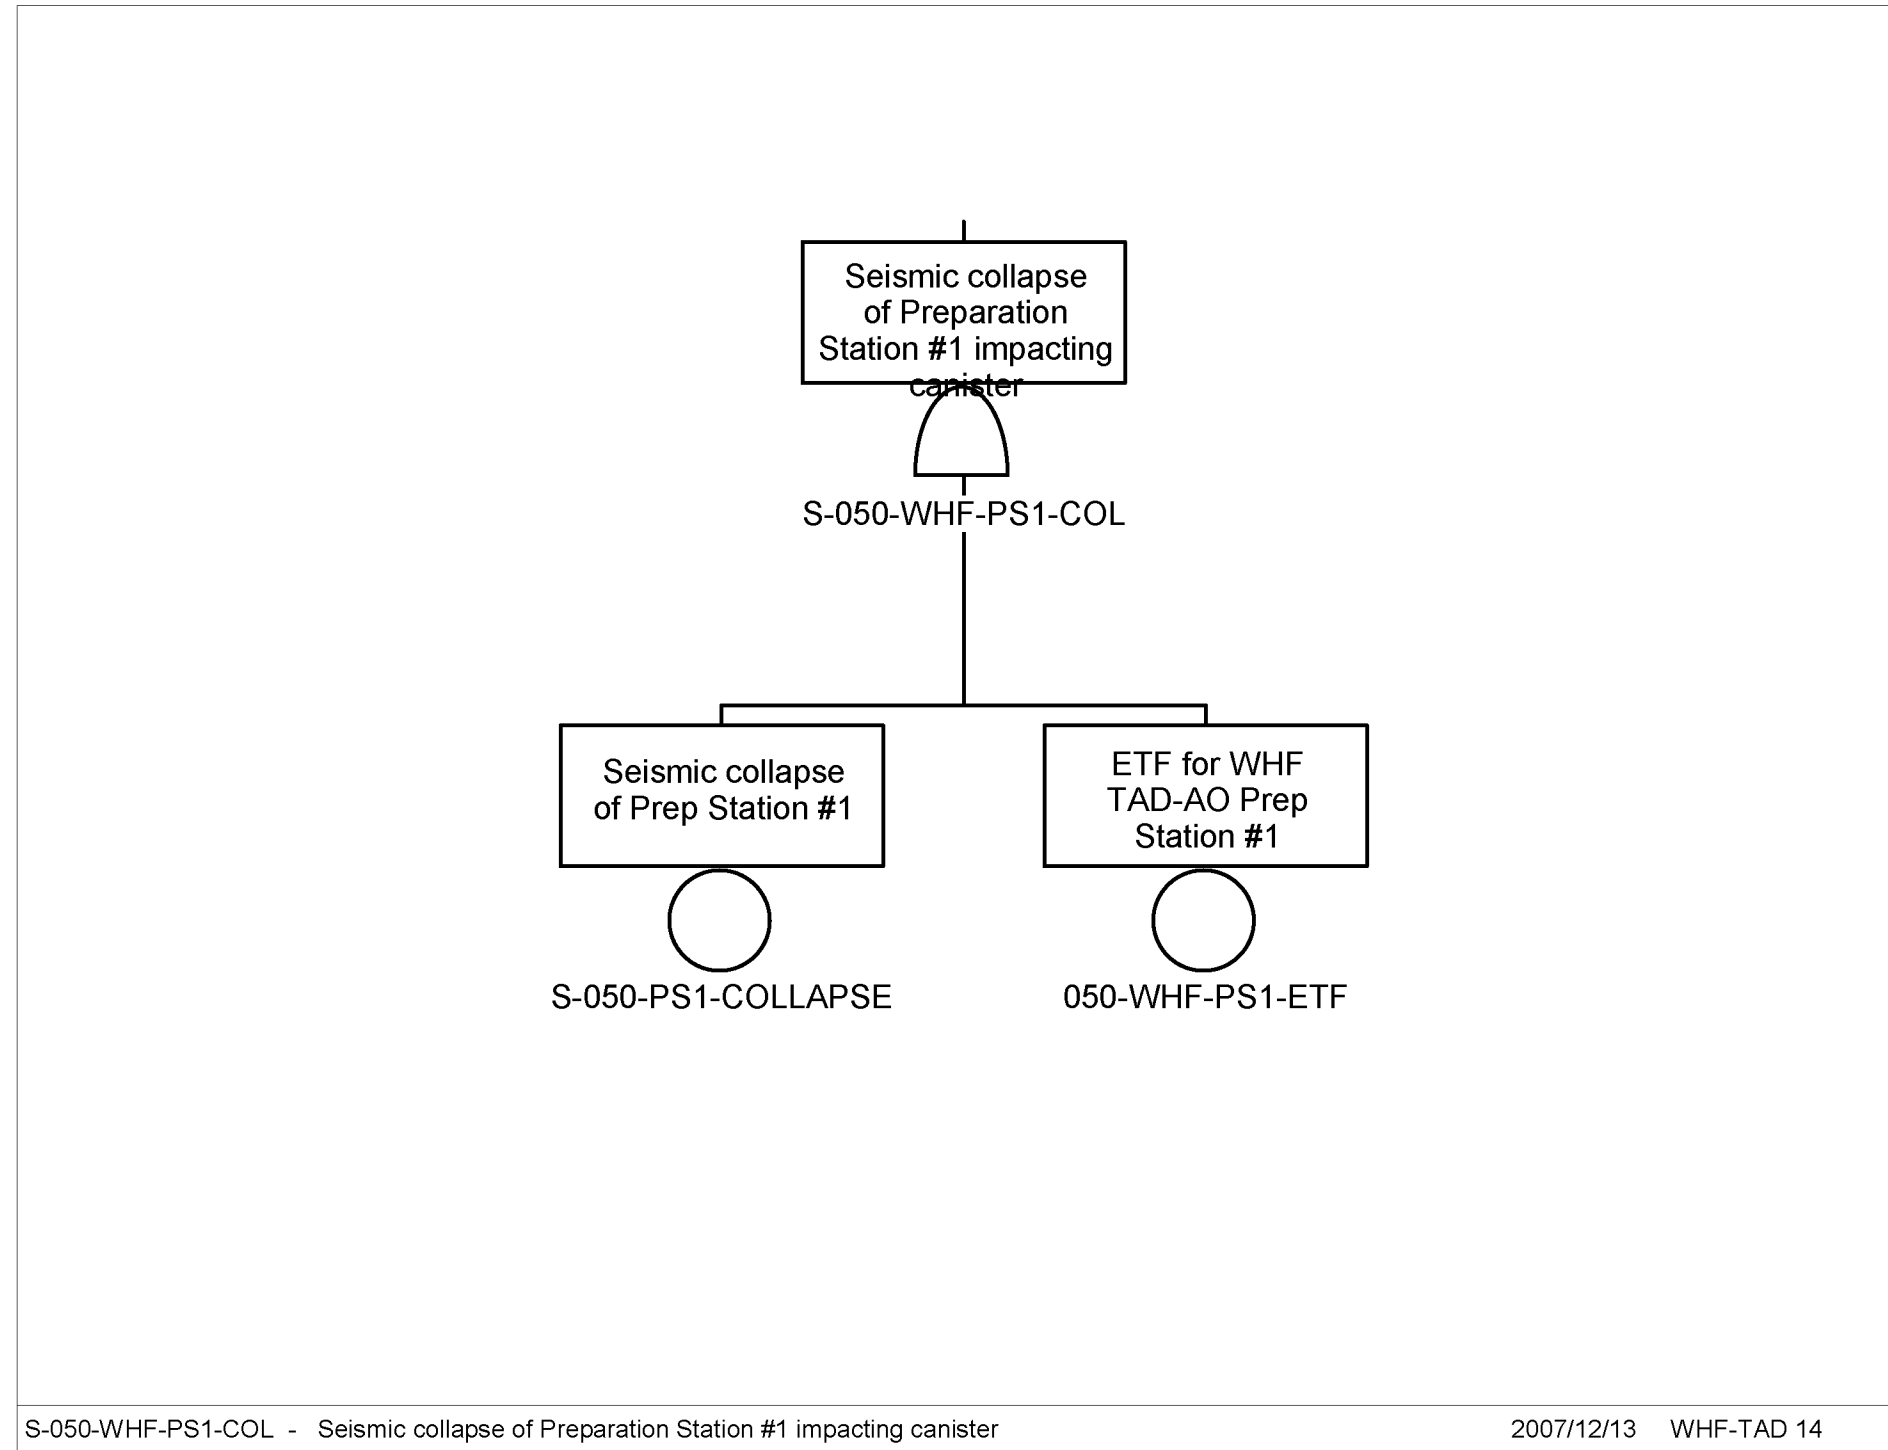 Seismic collapse
of Preparation
Station #1 impacting
canister
S-050-WHF-PS1-COL
Seismic collapse
of Prep Station #1
S-050-PS1-COLLAPSE
ETF for WHF
TAD-AO Prep
Station #1
050-WHF-PS1-ETF
S-050-WHF-PS1-COL - Seismic collapse of Preparation Station #1 impacting canister 2007/12/13 WHF-TAD 14